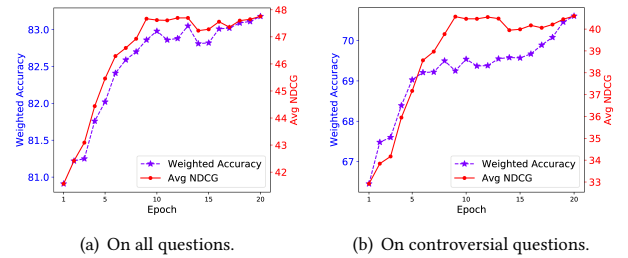 83.0
82.5
82.0
81.5
81.0
Weighted Accuracy
48
47
46
45
44
43
42
Avg NDCG
Weighted Accuracy
Avg NDCG
1 5 10 15 20
Epoch
(a) On all questions.
70
69
68
67
Weighted Accuracy
40
39
38
37
36
35
34
33
Avg NDCG
Weighted Accuracy
Avg NDCG
1 5 10 15 20
Epoch
(b) On controversial questions.